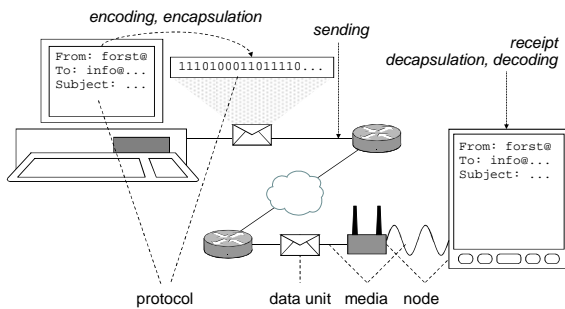 encoding, encapsulation
sending
receipt
decapsulation, decoding
From: forst@
To: info@...
Subject: ...
1110100011011110...
From: forst@
To: info@...
Subject: ...
protocol
data unit
media
node